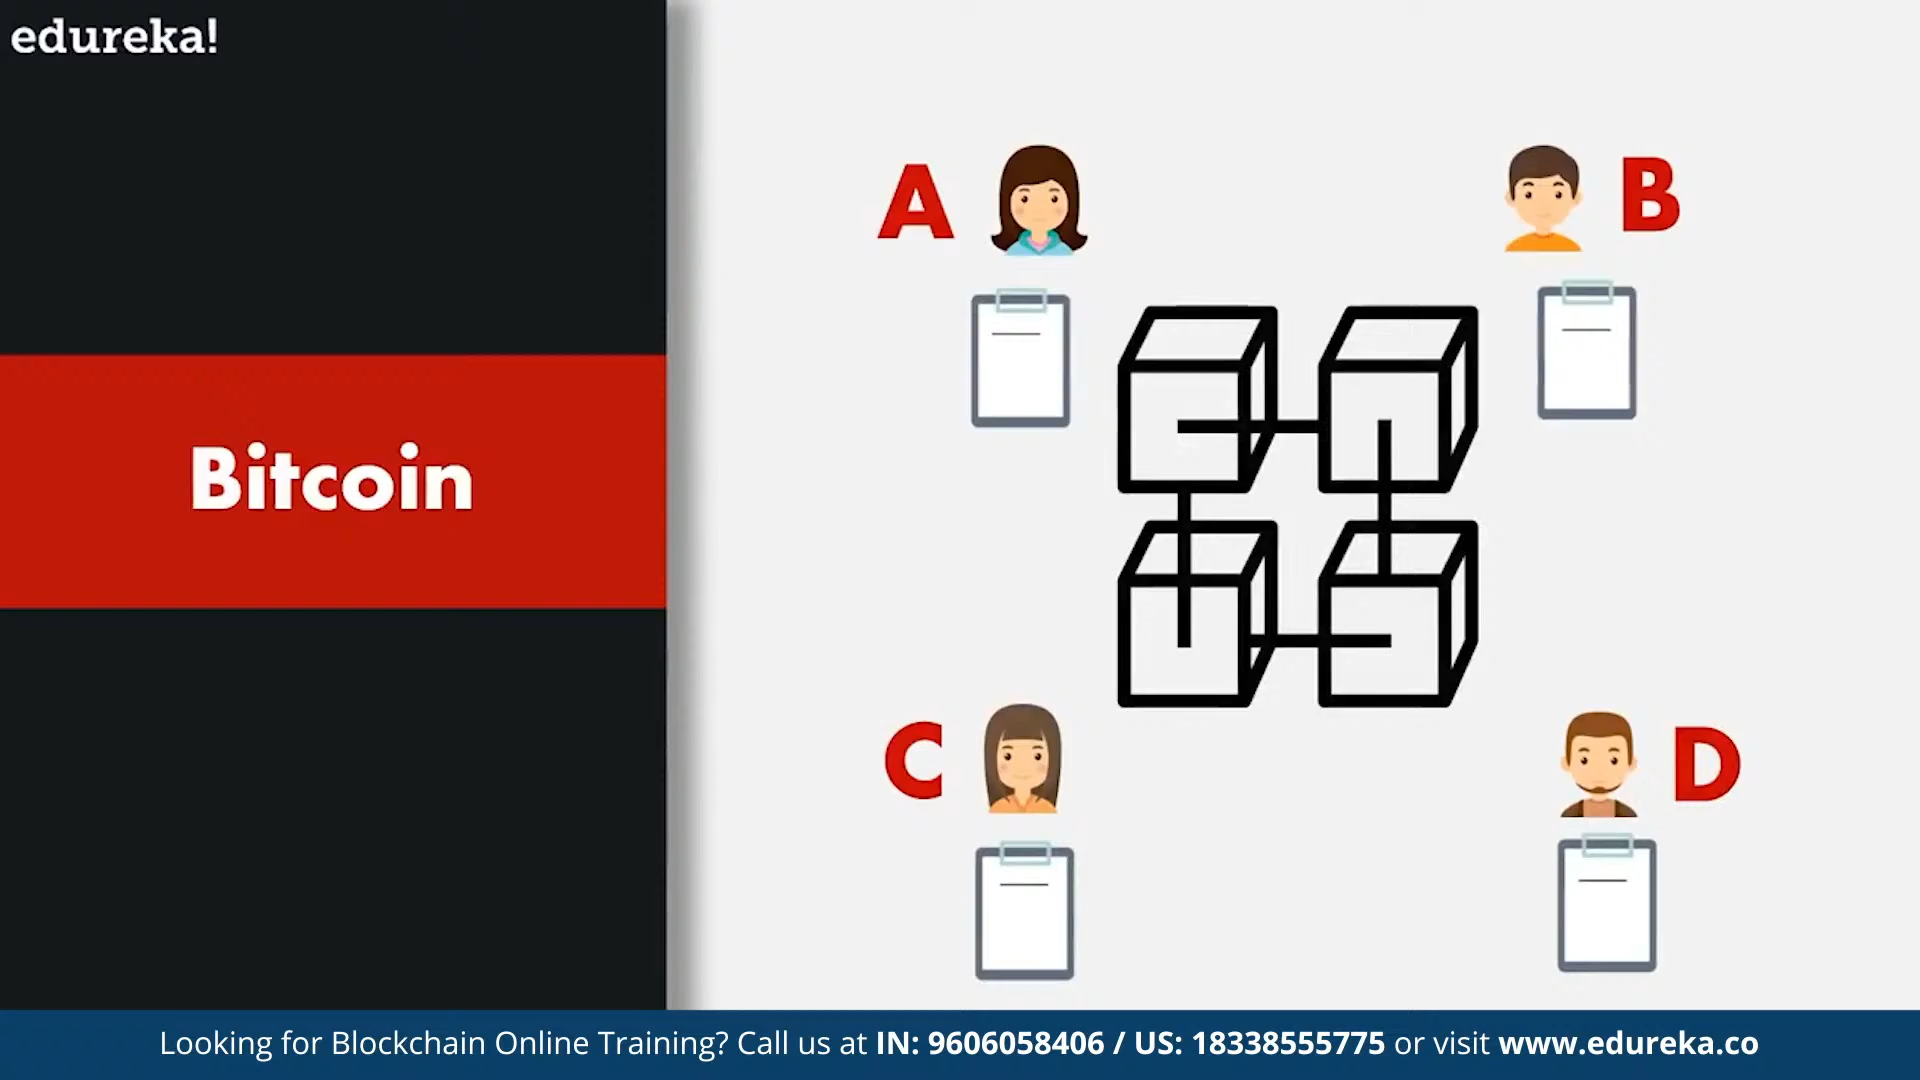 edureka!
Bitcoin
A
B
C
D
Looking for Blockchain Online Training? Call us at IN: 9606058406 / US: 18338555775 or visit www.edureka.co